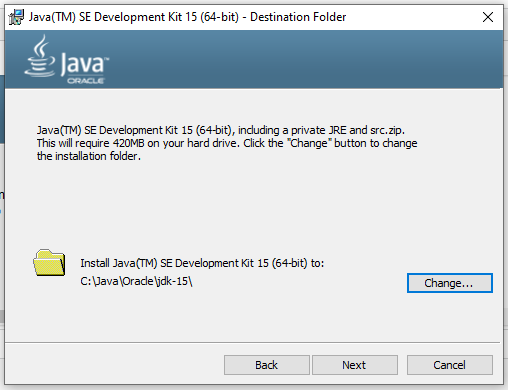 Java(TM) SE Development Kit 15 (64-bit) - Destination Folder
Java™
ORACLE
Java(TM) SE Development Kit 15 (64-bit), including a private JRE and src.zip.
This will require 420MB on your hard drive. Click the "Change" button to change
the installation folder.
Install Java(TM) SE Development Kit 15 (64-bit) to:
C:\Java\Oracle\jdk-15\
Change...
Back
Next
Cancel